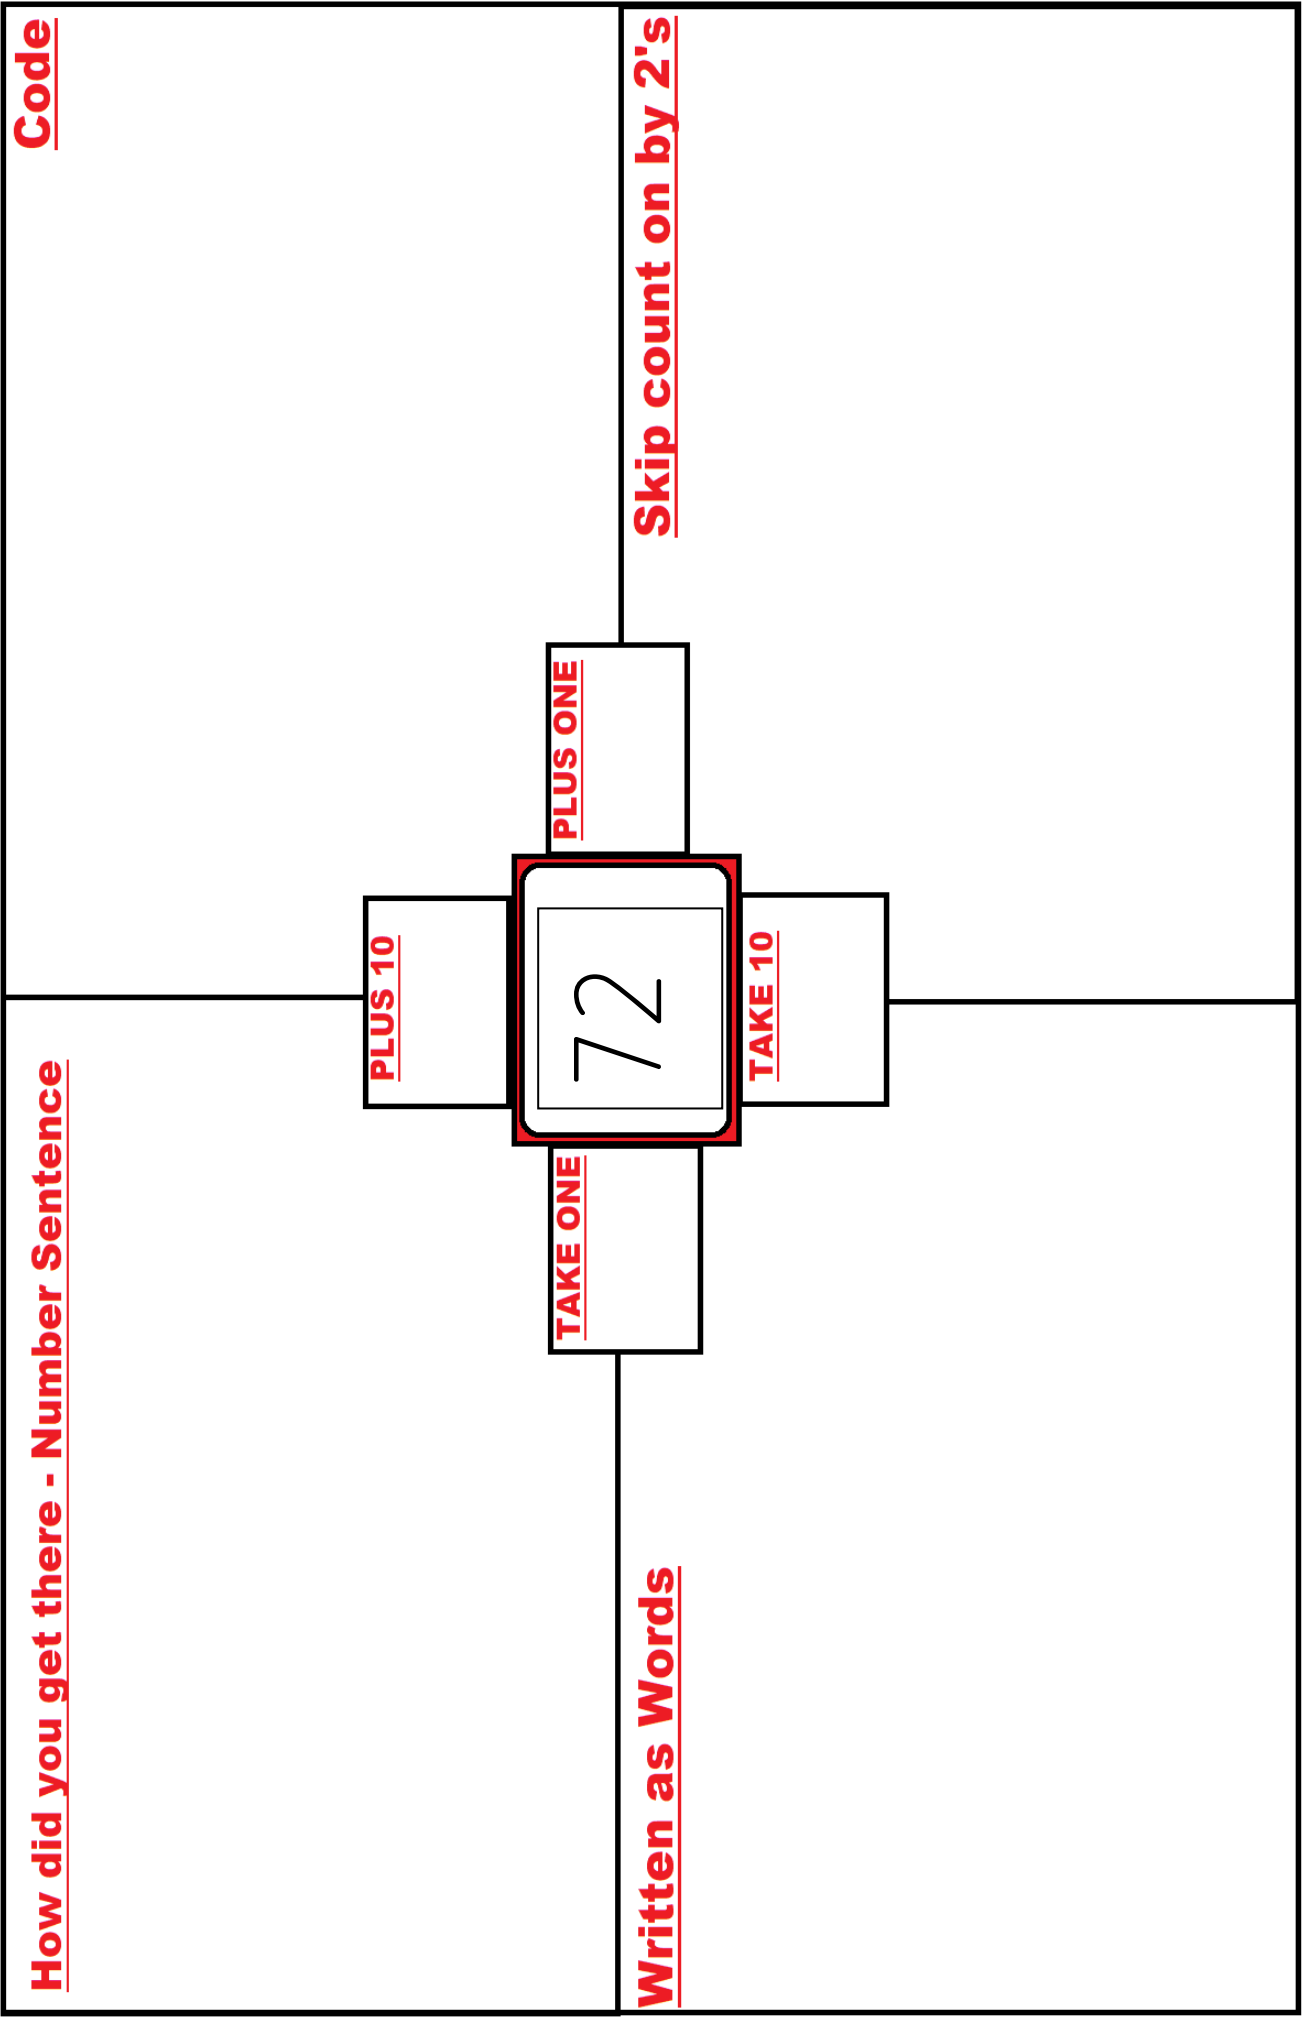 How did you get there - Number Sentence
Code
PLUS 10
TAKE ONE
72
PLUS ONE
TAKE 10
Written as Words
Skip count on by 2's